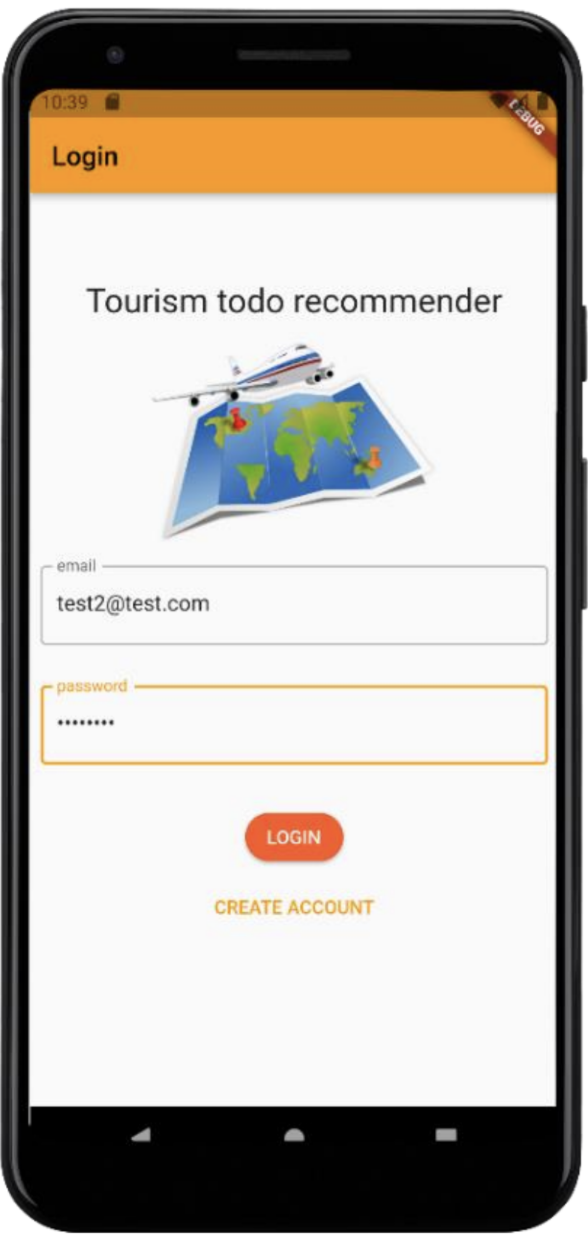 10:39
DEBUG
Login
Tourism todo recommender
email
test2@test.com
password
••••••••
LOGIN
CREATE ACCOUNT